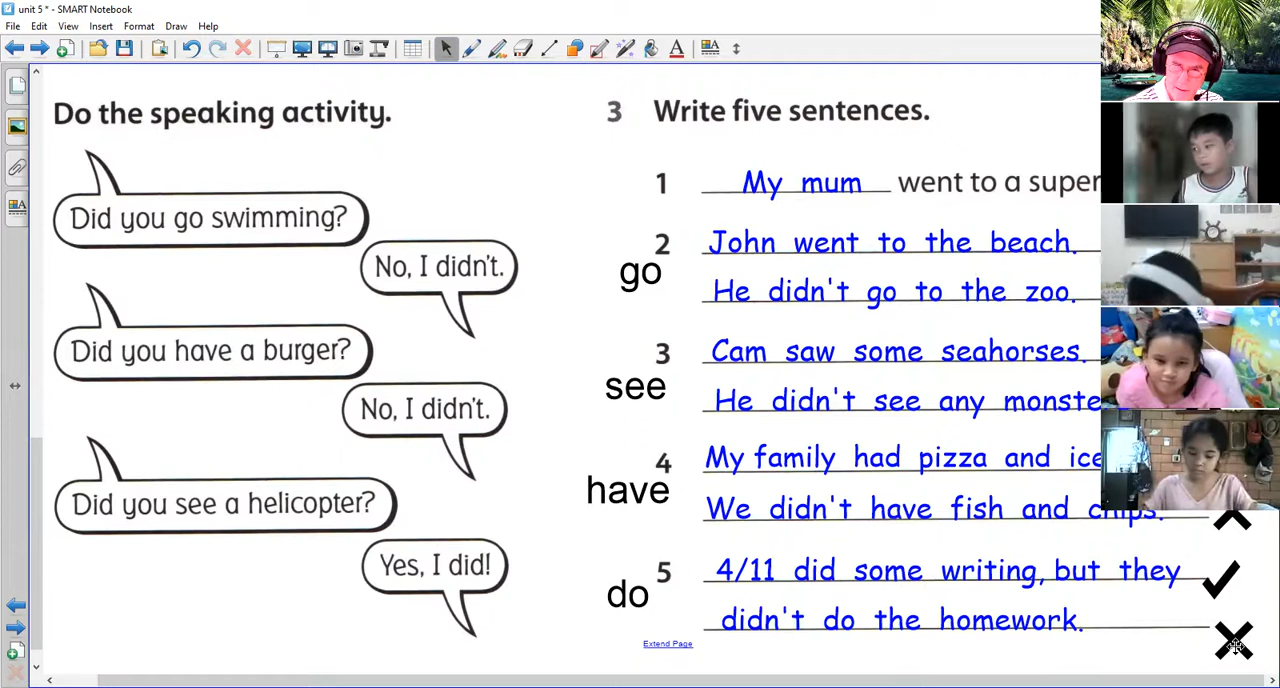 unit 5 * - SMART Notebook
File Edit View Insert Format Draw Help
Do the speaking activity.
Did you go swimming?
No, I didn't.
Did you have a burger?
No, I didn't.
Did you see a helicopter?
Yes, I did!
3 Write five sentences.
1 My mum went to a super
2 John went to the beach.
go
He didn't go to the zoo.
3 Cam saw some seahorses.
see
He didn't see any monste
4 My family had pizza and ice
have
We didn't have fish and chips.
5 4/11 did some writing, but they
do
didn't do the homework.
Extend Page